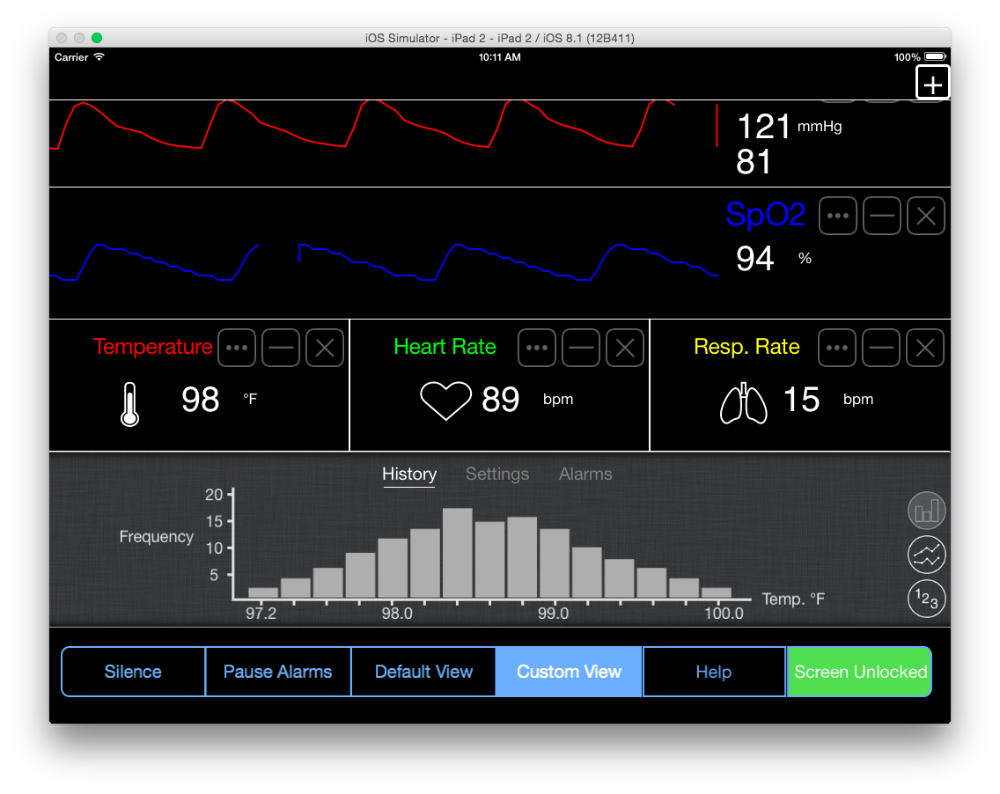 iOS Simulator - iPad 2 - iPad 2 / iOS 8.1 (12B411)
Carrier 10:11 AM 100%
+
121 mmHg
81
SpO2
94 %
Temperature Heart Rate Resp. Rate
98 °F 89 bpm 15 bpm
History Settings Alarms
20
15
Frequency
10
5
Temp. °F
97.2 98.0 99.0 100.0
123
Silence Pause Alarms Default View Custom View Help Screen Unlocked